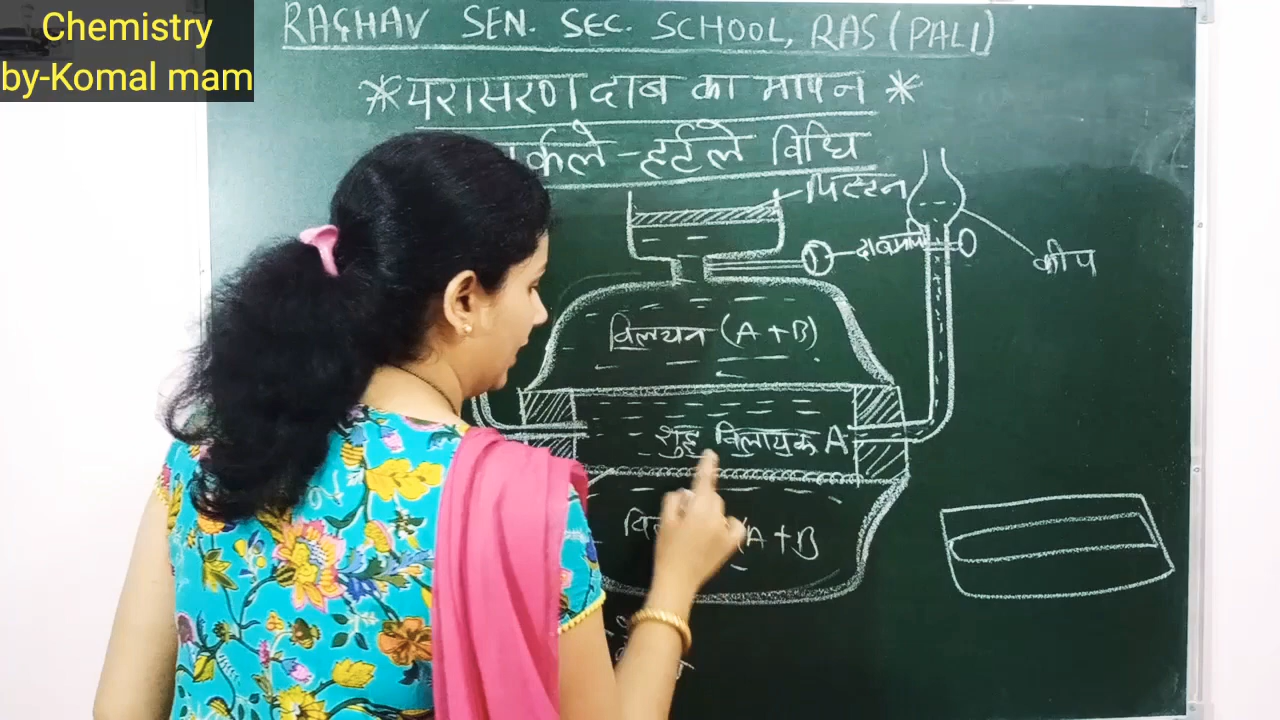 Chemistry
by-Komal mam
RAGHAV SEN. SEC. SCHOOL, RAS (PALI)
*परासरण दाब का मापन*
र्कले-हर्टले विधि
पिस्टन
दाबमापी
कीप
विलयन (A+B)
शुद्ध विलायक A
(A+B